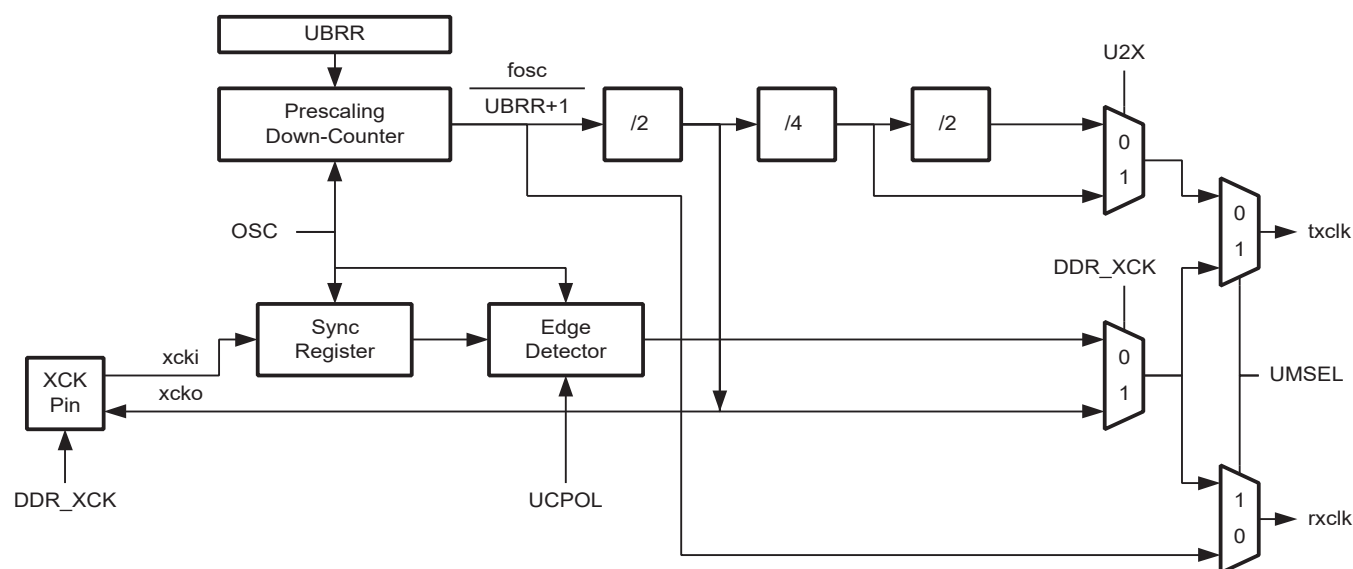 UBRR
fosc
UBRR+1
U2X
Prescaling
Down-Counter
/2
/4
/2
0
1
OSC
0
1
txclk
DDR_XCK
Sync
Register
Edge
Detector
xcki
0
1
XCK
Pin
xcko
UMSEL
DDR_XCK
UCPOL
1
0
rxclk